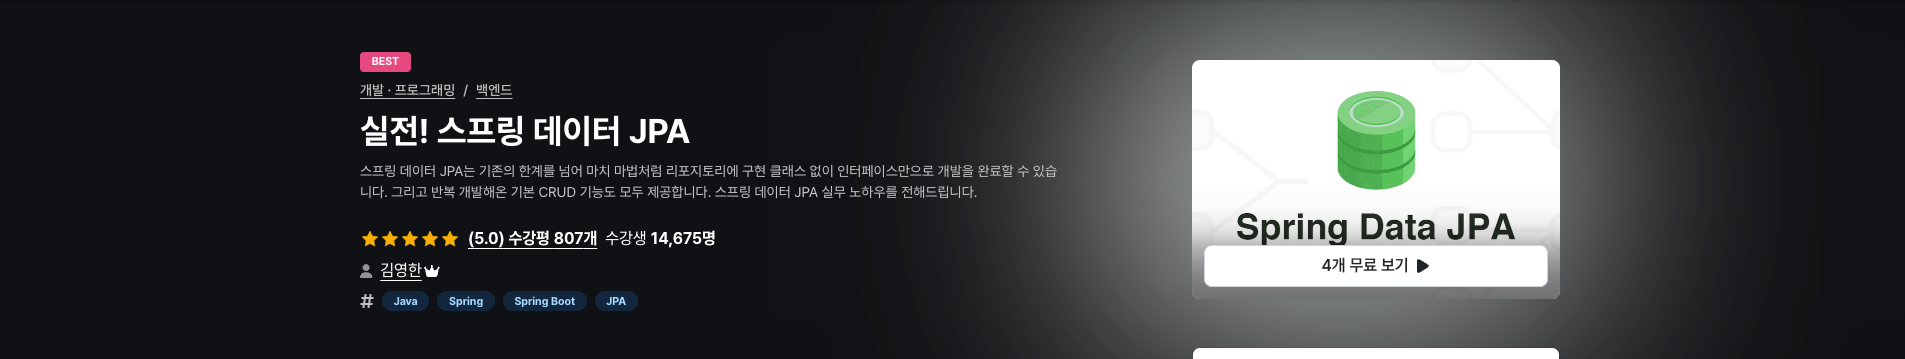 BEST
개발 · 프로그래밍 / 백엔드
실전! 스프링 데이터 JPA
스프링 데이터 JPA는 기존의 한계를 넘어 마치 마법처럼 리포지토리에 구현 클래스 없이 인터페이스만으로 개발을 완료할 수 있습
니다. 그리고 반복 개발해온 기본 CRUD 기능도 모두 제공합니다. 스프링 데이터 JPA 실무 노하우를 전해드립니다.
(5.0) 수강평 807개 수강생 14,675명
김영한
# Java Spring Spring Boot JPA
Spring Data JPA
4개 무료 보기